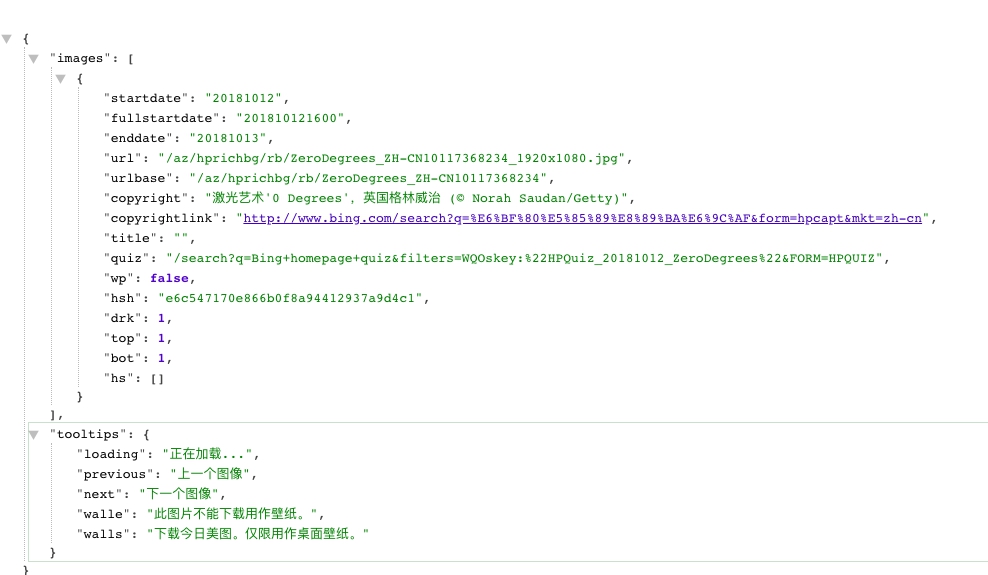 {
"images": [
{
"startdate": "20181012",
"fullstartdate": "201810121600",
"enddate": "20181013",
"url": "/az/hprichbg/rb/ZeroDegrees_ZH-CN10117368234_1920x1080.jpg",
"urlbase": "/az/hprichbg/rb/ZeroDegrees_ZH-CN10117368234",
"copyright": "激光艺术'0 Degrees', 英国格林威治 (© Norah Saudan/Getty)",
"copyrightlink": "http://www.bing.com/search?q=%E6%BF%80%E5%85%89%E8%89%BA%E6%9C%AF&form=hpcapt&mkt=zh-cn",
"title": "",
"quiz": "/search?q=Bing+homepage+quiz&filters=WQOskey:%22HPQuiz_20181012_ZeroDegrees%22&FORM=HPQUIZ",
"wp": false,
"hsh": "e6c547170e866b0f8a94412937a9d4c1",
"drk": 1,
"top": 1,
"bot": 1,
"hs": []
}
],
"tooltips": {
"loading": "正在加载...",
"previous": "上一个图像",
"next": "下一个图像",
"walle": "此图片不能下载用作壁纸。",
"walls": "下载今日美图。仅限用作桌面壁纸。"
}
}